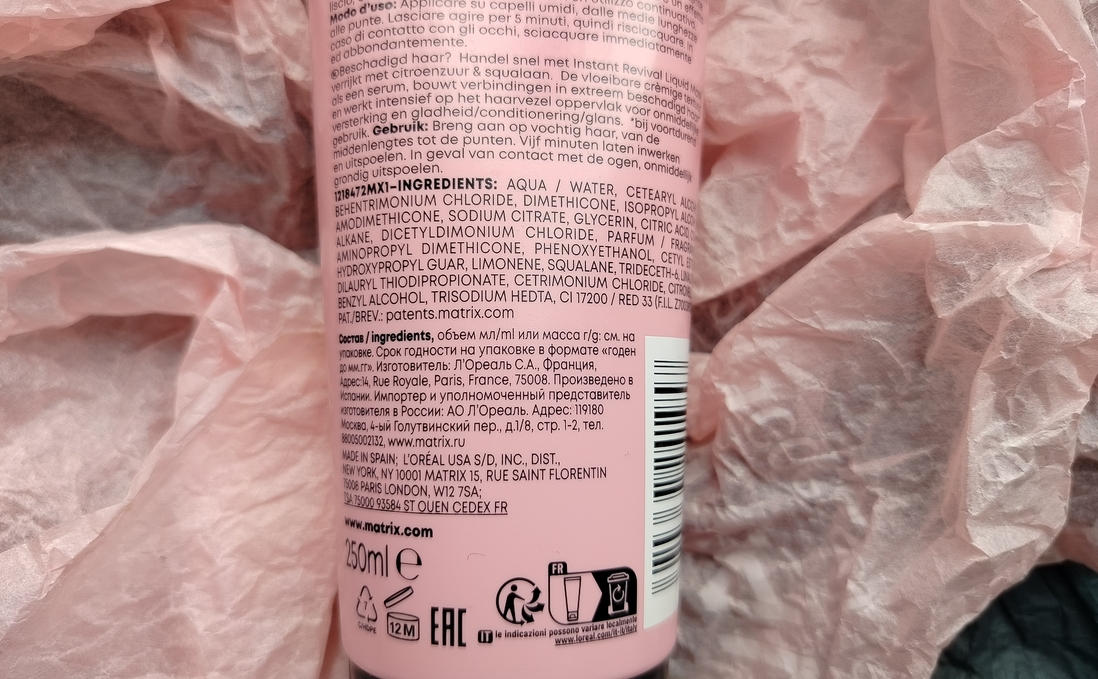 liscio,
Modo d'uso: Applicare su capelli umidi, dalle medie lunghezze
alle punte. Lasciare agire per 5 minuti, quindi risciacquare. In
caso di contatto con gli occhi, sciacquare immediatamente
ed abbondantemente.
Beschadigd haar? Handel snel met Instant Revival Liquid
verrijkt met citroenzuur & squalaan. De vloeibare crèmige
als een serum, bouwt verbindingen in extreem beschadigd
en werkt intensief op het haarvezel oppervlak voor onmiddellijke
versterking en gladheid/conditionering/glans. *bij voortdurend
gebruik. Gebruik: Breng aan op vochtig haar, van de
middenlengtes tot de punten. Vijf minuten laten inwerken
en uitspoelen. In geval van contact met de ogen, onmiddellijk
grondig uitspoelen.
1218472MX1–INGREDIENTS: AQUA / WATER, CETEARYL
BEHENTRIMONIUM CHLORIDE, DIMETHICONE, ISOPROPYL
AMODIMETHICONE, SODIUM CITRATE, GLYCERIN, CITRIC ACID,
ALKANE, DICETYLDIMONIUM CHLORIDE, PARFUM /
AMINOPROPYL DIMETHICONE, PHENOXYETHANOL, CETYL
HYDROXYPROPYL GUAR, LIMONENE, SQUALANE, TRIDECETH-6,
DILAURYL THIODIPROPIONATE, CETRIMONIUM CHLORIDE,
BENZYL ALCOHOL, TRISODIUM HEDTA, CI 17200 / RED 33 (F.I.L.
PAT./BREV.: patents.matrix.com
Состав / ingredients, объем мл/ml или масса г/g: см. на
упаковке. Срок годности на упаковке в формате «годен
до мм.гг». Изготовитель: Л'Ореаль С.А., Франция,
Адрес:14, Rue Royale, Paris, France, 75008. Произведено в
Испании. Импортер и уполномоченный представитель
изготовителя в России: АО Л'Ореаль. Адрес: 119180
Москва, 4-ый Голутвинский пер., д.1/8, стр. 1-2, тел.
88005002132, www.matrix.ru
MADE IN SPAIN; L'ORÉAL USA S/D, INC., DIST.,
NEW YORK, NY 10001 MATRIX 15, RUE SAINT FLORENTIN
75008 PARIS LONDON, W12 7SA;
TSA 75000 93584 ST OUEN CEDEX FR
www.matrix.com
250ml e
FR
C/HDPE
12 M
EAC
IT le indicazioni possono variare localmente
www.loreal.com/it-it/italy